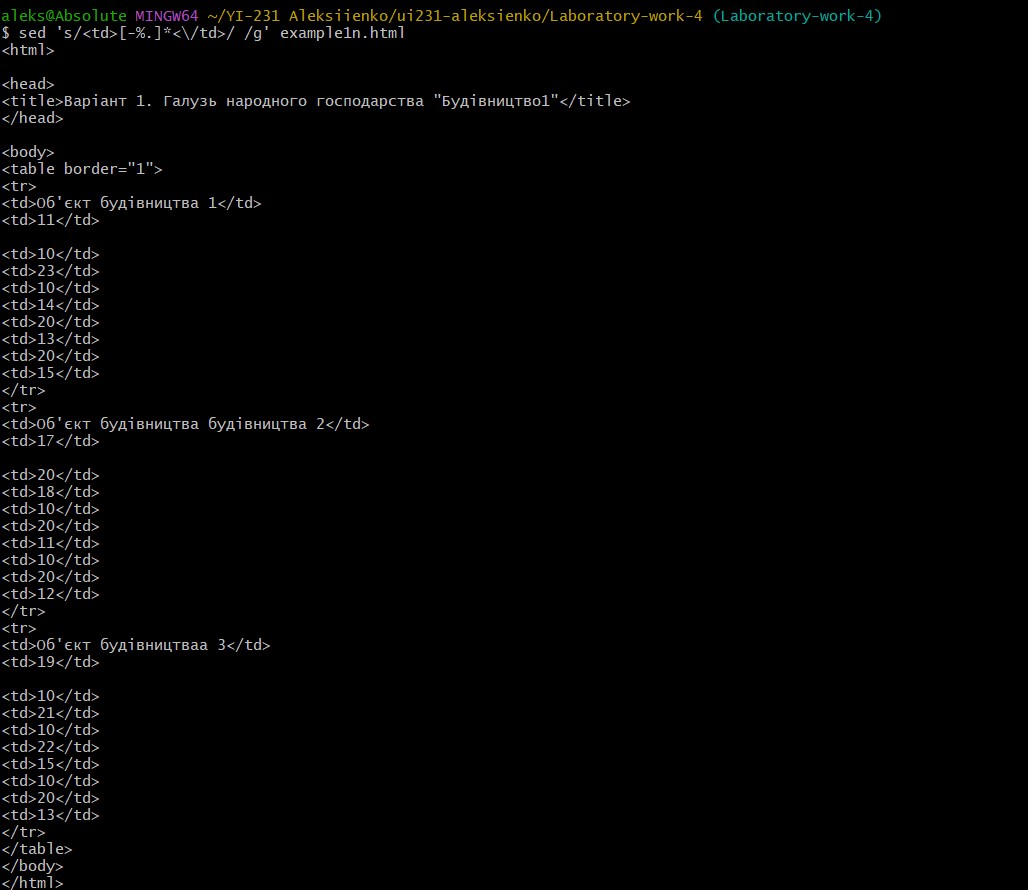 aleks@Absolute MINGW64 ~/YI-231 Aleksiienko/ui231-aleksienko/Laboratory-work-4 (Laboratory-work-4)
$ sed 's/<td>[-%.]*<\/td>/ /g' example1n.html
<html>

<head>
<title>Варіант 1. Галузь народного господарства "Будівництво1"</title>
</head>

<body>
<table border="1">
<tr>
<td>Об'єкт будівництва 1</td>
<td>11</td>

<td>10</td>
<td>23</td>
<td>10</td>
<td>14</td>
<td>20</td>
<td>13</td>
<td>20</td>
<td>15</td>
</tr>
<tr>
<td>Об'єкт будівництва будівництва 2</td>
<td>17</td>

<td>20</td>
<td>18</td>
<td>10</td>
<td>20</td>
<td>11</td>
<td>10</td>
<td>20</td>
<td>12</td>
</tr>
<tr>
<td>Об'єкт будівництваа 3</td>
<td>19</td>

<td>10</td>
<td>21</td>
<td>10</td>
<td>22</td>
<td>15</td>
<td>10</td>
<td>20</td>
<td>13</td>
</tr>
</table>
</body>
</html>